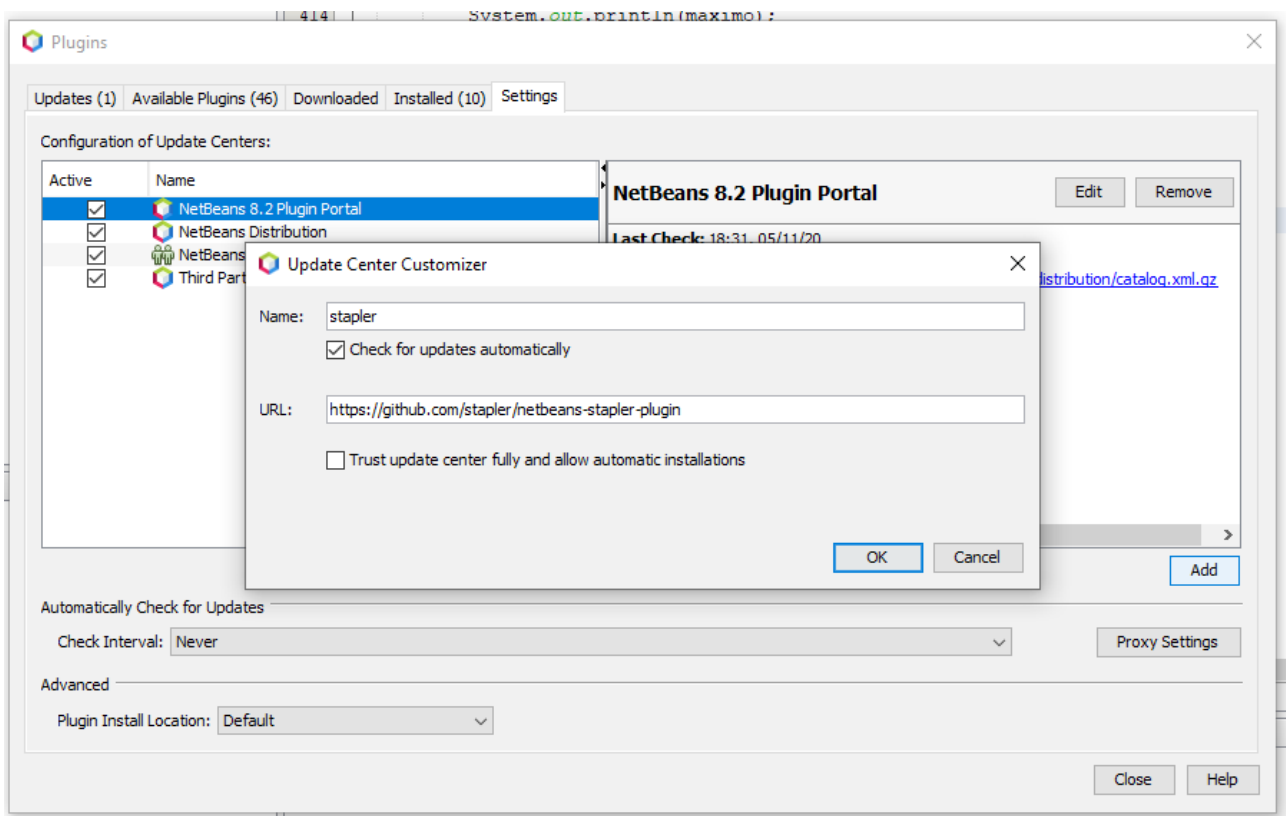 414 System.out.println(maximo);
Plugins
Updates (1) Available Plugins (46) Downloaded Installed (10) Settings
Configuration of Update Centers:
Active Name
NetBeans 8.2 Plugin Portal
NetBeans Distribution
NetBeans
Third Part
NetBeans 8.2 Plugin Portal Edit Remove
Last Check: 18:31, 05/11/20
distribution/catalog.xml.gz
Update Center Customizer
Name: stapler
Check for updates automatically
URL: https://github.com/stapler/netbeans-stapler-plugin
Trust update center fully and allow automatic installations
OK Cancel
Add
Automatically Check for Updates
Check Interval: Never Proxy Settings
Advanced
Plugin Install Location: Default
Close Help